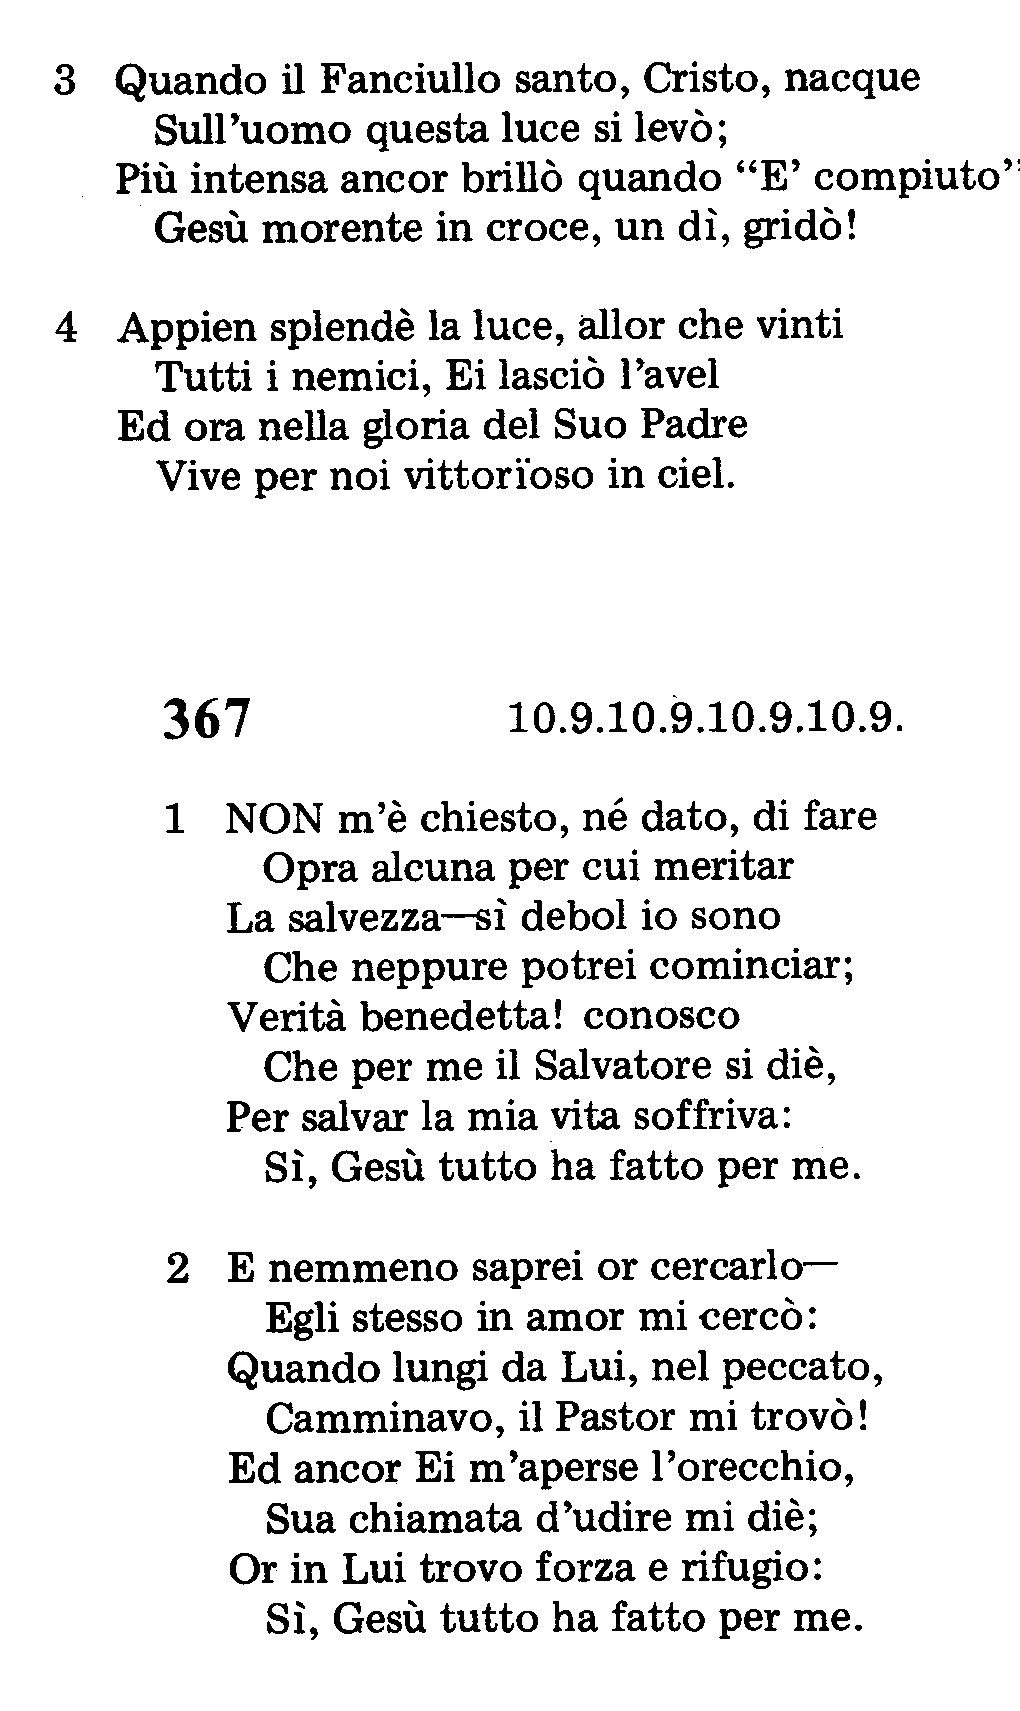 3 Quando il Fanciullo santo, Cristo, nacque
Sull'uomo questa luce si levò;
Più intensa ancor brillò quando “E' compiuto”
Gesù morente in croce, un dì, gridò!
4 Appien splendè la luce, allor che vinti
Tutti i nemici, Ei lasciò l'avel
Ed ora nella gloria del Suo Padre
Vive per noi vittorïoso in ciel.
367 10.9.10.9.10.9.10.9.
1 NON m'è chiesto, né dato, di fare
Opra alcuna per cui meritar
La salvezza—sì debol io sono
Che neppure potrei cominciar;
Verità benedetta! conosco
Che per me il Salvatore si diè,
Per salvar la mia vita soffriva:
Sì, Gesù tutto ha fatto per me.
2 E nemmeno saprei or cercarlo—
Egli stesso in amor mi cercò:
Quando lungi da Lui, nel peccato,
Camminavo, il Pastor mi trovò!
Ed ancor Ei m'aperse l'orecchio,
Sua chiamata d'udire mi diè;
Or in Lui trovo forza e rifugio:
Sì, Gesù tutto ha fatto per me.